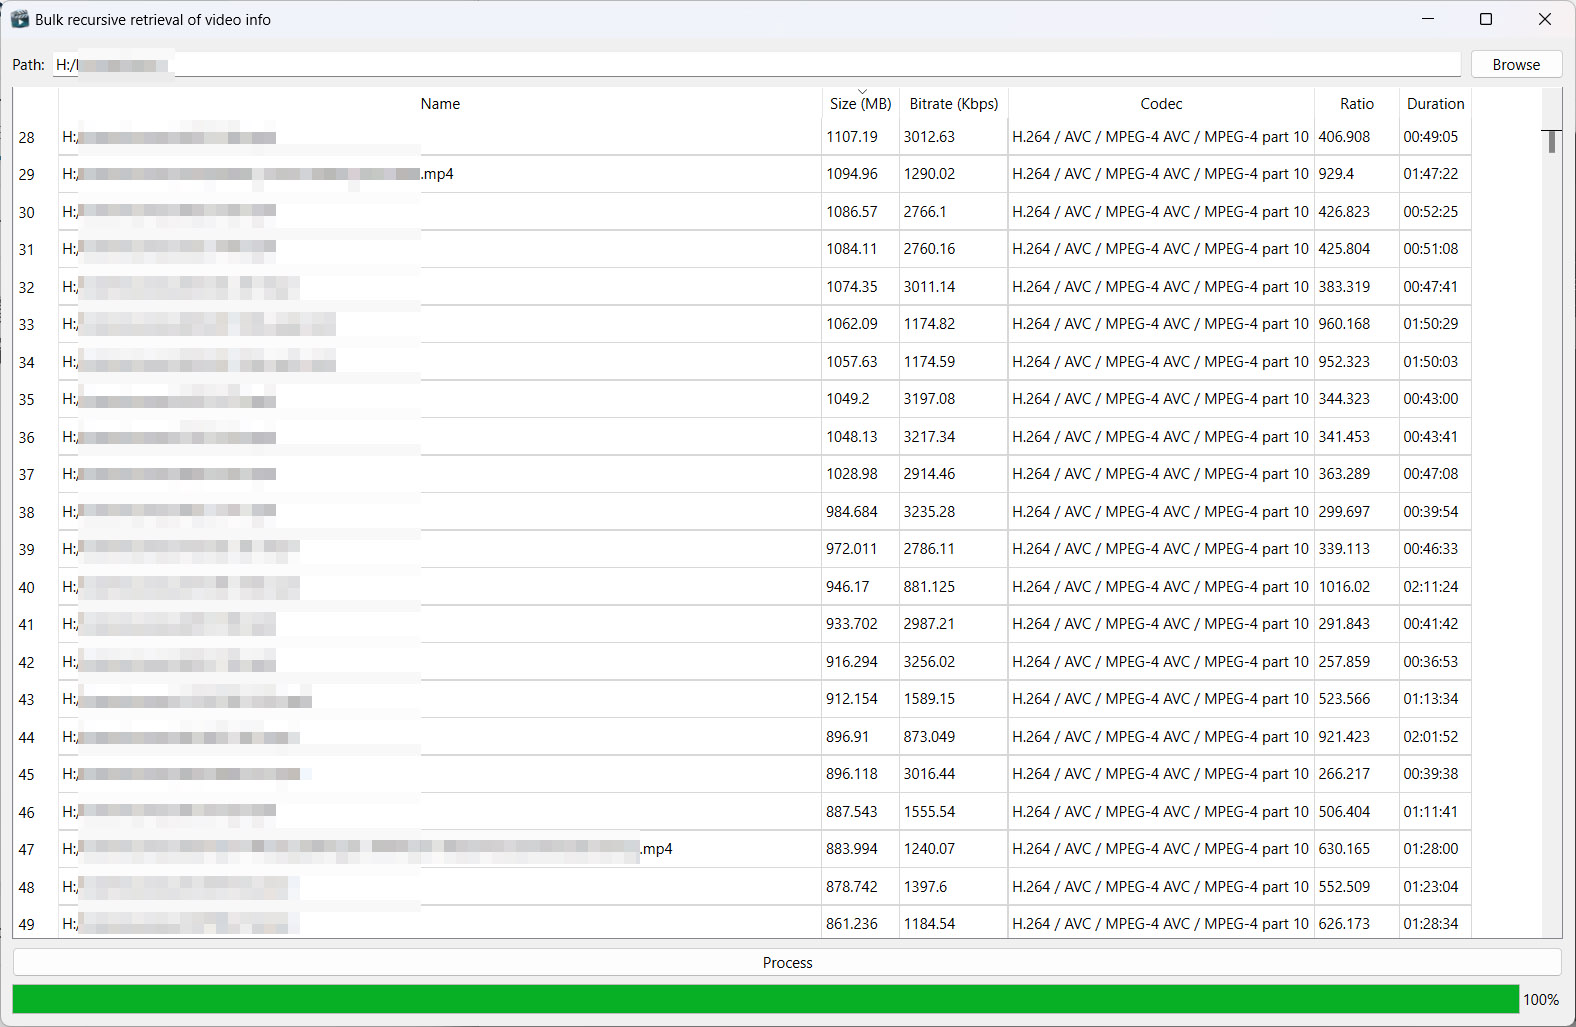 Bulk recursive retrieval of video info
Path: H:/ Browse
Name Size (MB) Bitrate (Kbps) Codec Ratio Duration
28 H:/ 1107.19 3012.63 H.264 / AVC / MPEG-4 AVC / MPEG-4 part 10 406.908 00:49:05
29 H:/ .mp4 1094.96 1290.02 H.264 / AVC / MPEG-4 AVC / MPEG-4 part 10 929.4 01:47:22
30 H:/ 1086.57 2766.1 H.264 / AVC / MPEG-4 AVC / MPEG-4 part 10 426.823 00:52:25
31 H:/ 1084.11 2760.16 H.264 / AVC / MPEG-4 AVC / MPEG-4 part 10 425.804 00:51:08
32 H:/ 1074.35 3011.14 H.264 / AVC / MPEG-4 AVC / MPEG-4 part 10 383.319 00:47:41
33 H:/ 1062.09 1174.82 H.264 / AVC / MPEG-4 AVC / MPEG-4 part 10 960.168 01:50:29
34 H:/ 1057.63 1174.59 H.264 / AVC / MPEG-4 AVC / MPEG-4 part 10 952.323 01:50:03
35 H:/ 1049.2 3197.08 H.264 / AVC / MPEG-4 AVC / MPEG-4 part 10 344.323 00:43:00
36 H:/ 1048.13 3217.34 H.264 / AVC / MPEG-4 AVC / MPEG-4 part 10 341.453 00:43:41
37 H:/ 1028.98 2914.46 H.264 / AVC / MPEG-4 AVC / MPEG-4 part 10 363.289 00:47:08
38 H:/ 984.684 3235.28 H.264 / AVC / MPEG-4 AVC / MPEG-4 part 10 299.697 00:39:54
39 H:/ 972.011 2786.11 H.264 / AVC / MPEG-4 AVC / MPEG-4 part 10 339.113 00:46:33
40 H:/ 946.17 881.125 H.264 / AVC / MPEG-4 AVC / MPEG-4 part 10 1016.02 02:11:24
41 H:/ 933.702 2987.21 H.264 / AVC / MPEG-4 AVC / MPEG-4 part 10 291.843 00:41:42
42 H:/ 916.294 3256.02 H.264 / AVC / MPEG-4 AVC / MPEG-4 part 10 257.859 00:36:53
43 H:/ 912.154 1589.15 H.264 / AVC / MPEG-4 AVC / MPEG-4 part 10 523.566 01:13:34
44 H:/ 896.91 873.049 H.264 / AVC / MPEG-4 AVC / MPEG-4 part 10 921.423 02:01:52
45 H:/ 896.118 3016.44 H.264 / AVC / MPEG-4 AVC / MPEG-4 part 10 266.217 00:39:38
46 H:/ 887.543 1555.54 H.264 / AVC / MPEG-4 AVC / MPEG-4 part 10 506.404 01:11:41
47 H:/ .mp4 883.994 1240.07 H.264 / AVC / MPEG-4 AVC / MPEG-4 part 10 630.165 01:28:00
48 H:/ 878.742 1397.6 H.264 / AVC / MPEG-4 AVC / MPEG-4 part 10 552.509 01:23:04
49 H:/ 861.236 1184.54 H.264 / AVC / MPEG-4 AVC / MPEG-4 part 10 626.173 01:28:34
Process
100%